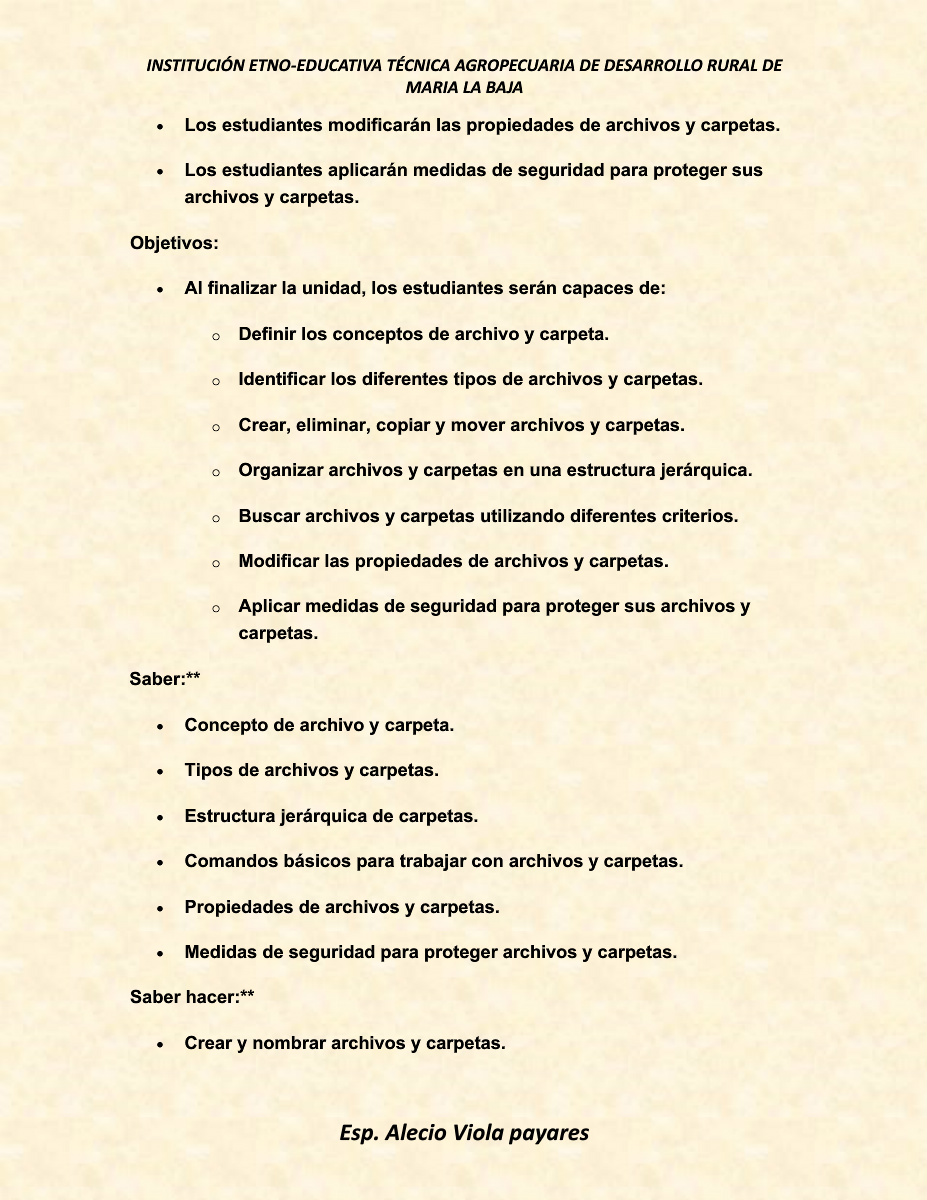 INSTITUCIÓN ETNO-EDUCATIVA TÉCNICA AGROPECUARIA DE DESARROLLO RURAL DE
MARIA LA BAJA
• Los estudiantes modificarán las propiedades de archivos y carpetas.
• Los estudiantes aplicarán medidas de seguridad para proteger sus
archivos y carpetas.
Objetivos:
• Al finalizar la unidad, los estudiantes serán capaces de:
o Definir los conceptos de archivo y carpeta.
o Identificar los diferentes tipos de archivos y carpetas.
o Crear, eliminar, copiar y mover archivos y carpetas.
o Organizar archivos y carpetas en una estructura jerárquica.
o Buscar archivos y carpetas utilizando diferentes criterios.
o Modificar las propiedades de archivos y carpetas.
o Aplicar medidas de seguridad para proteger sus archivos y
carpetas.
Saber:**
• Concepto de archivo y carpeta.
• Tipos de archivos y carpetas.
• Estructura jerárquica de carpetas.
• Comandos básicos para trabajar con archivos y carpetas.
• Propiedades de archivos y carpetas.
• Medidas de seguridad para proteger archivos y carpetas.
Saber hacer:**
• Crear y nombrar archivos y carpetas.
Esp. Alecio Viola payares